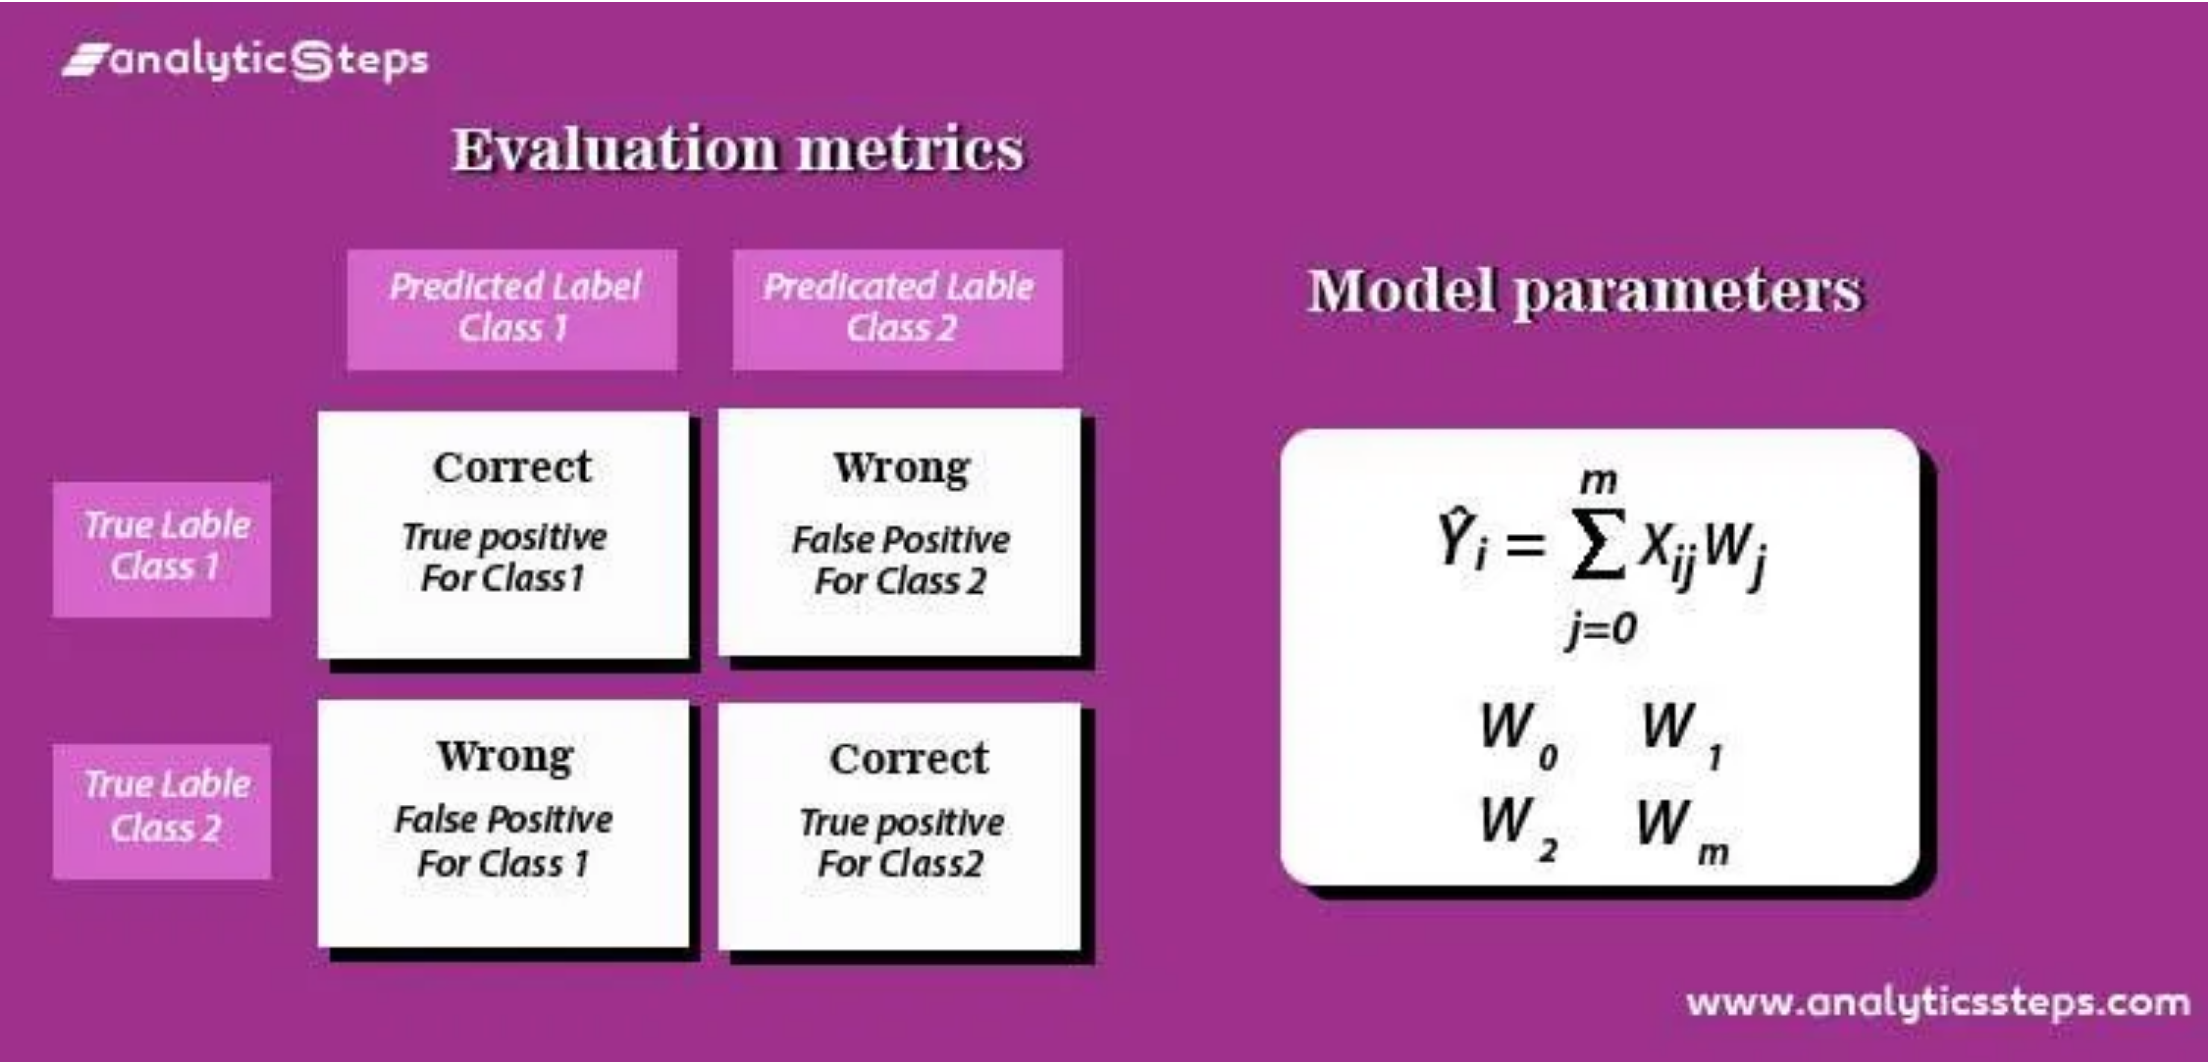 analyticSteps
Evaluation metrics
Predicted Label
Class 1
Predicated Lable
Class 2
True Lable
Class 1
Correct
True positive
For Class1
Wrong
False Positive
For Class 2
True Lable
Class 2
Wrong
False Positive
For Class 1
Correct
True positive
For Class2
Model parameters
m
Ŷi = ∑ XijWj
j=0
W0 W1
W2 Wm
www.analyticssteps.com